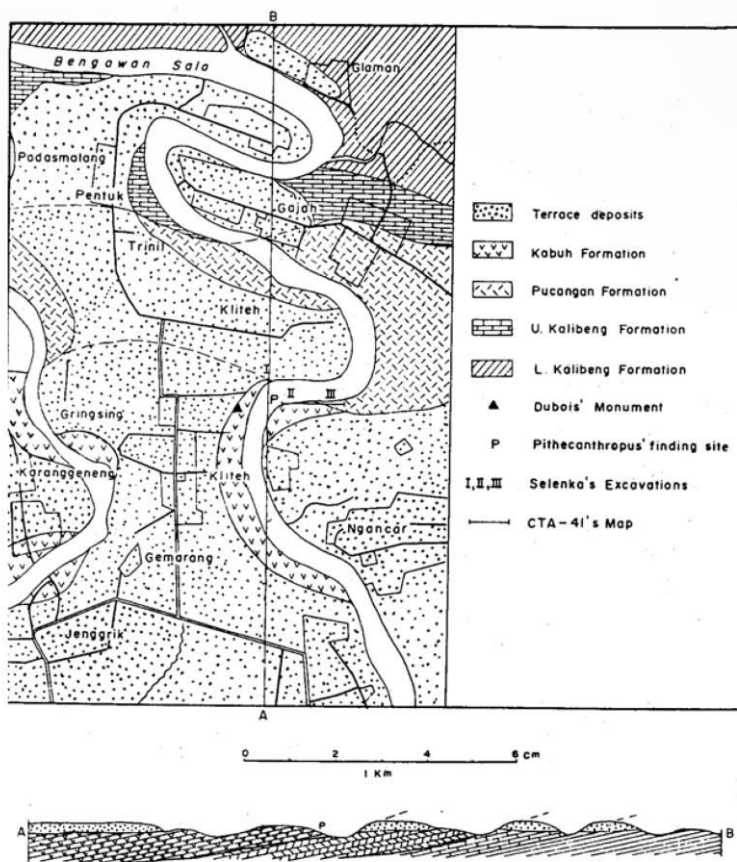 B
Bengawan Sala
Glaman
Padasmalang
Pentuk
Gajah
Trinil
Kliteh
I
P II III
Gringsing
Karanggeneng
Kliteh
Ngancar
Gemarang
Jenggrik
A
Terrace deposits
Kabuh Formation
Pucangan Formation
U. Kalibeng Formation
L. Kalibeng Formation
Dubois' Monument
P Pithecanthropus' finding site
I,II,III Selenka's Excavations
CTA-41's Map
0 2 4 6 cm
1 Km
A P B